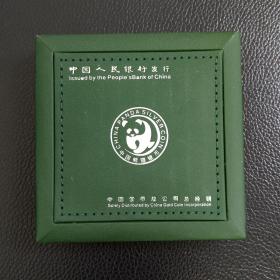 中国人民银行发行
Issued by the People'sBank of China
CHINA PANDA SILVER COIN
中国熊猫银币
中国金币总公司总经销
Solely Distributed by China Gold Coin Incorporation